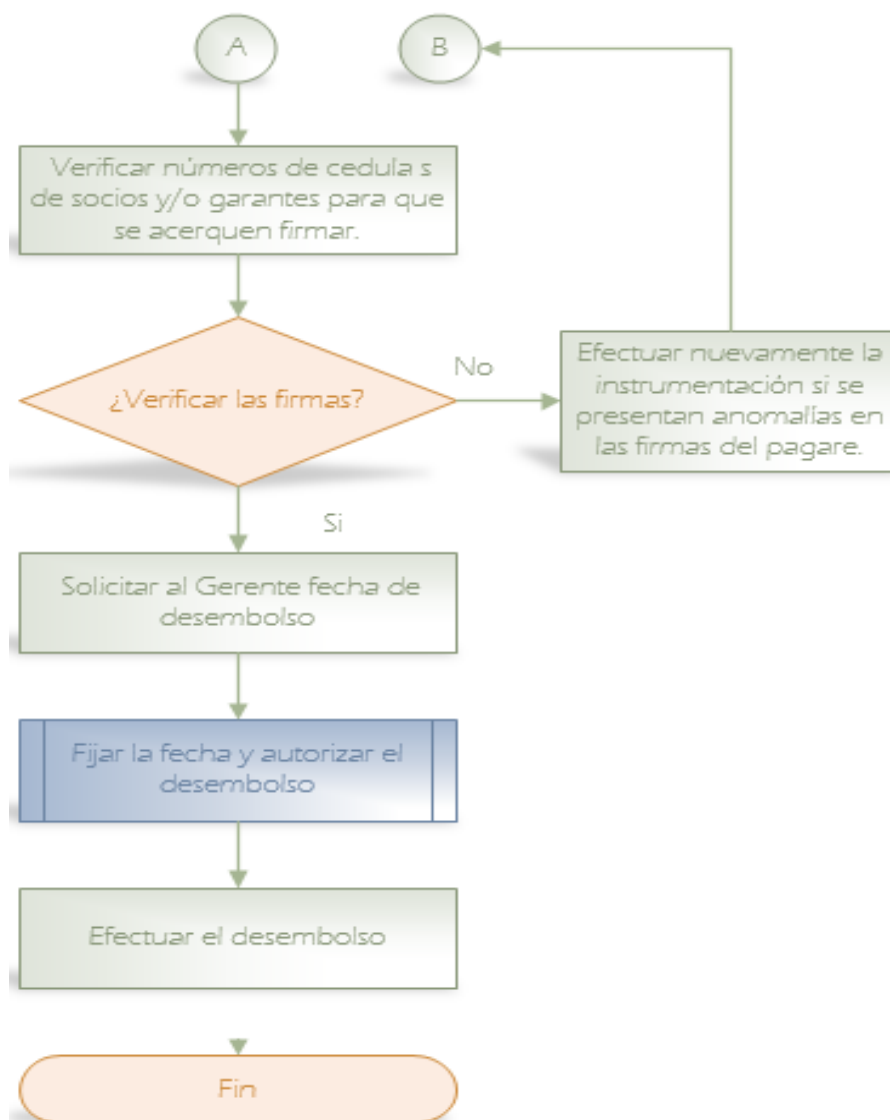 A
B
Verificar números de cedula s
de socios y/o garantes para que
se acerquen firmar.
¿Verificar las firmas?
No
Efectuar nuevamente la
instrumentación si se
presentan anomalías en
las firmas del pagare.
Si
Solicitar al Gerente fecha de
desembolso
Fijar la fecha y autorizar el
desembolso
Efectuar el desembolso
Fin